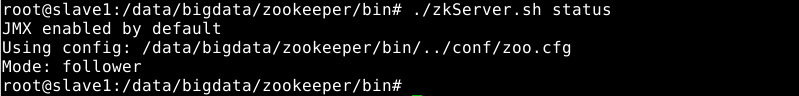 root@slave1:/data/bigdata/zookeeper/bin# ./zkServer.sh status
JMX enabled by default
Using config: /data/bigdata/zookeeper/bin/../conf/zoo.cfg
Mode: follower
root@slave1:/data/bigdata/zookeeper/bin# _